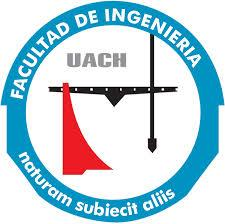 FACULTAD DE INGENIERIA
UACH
naturam subiecit aliis